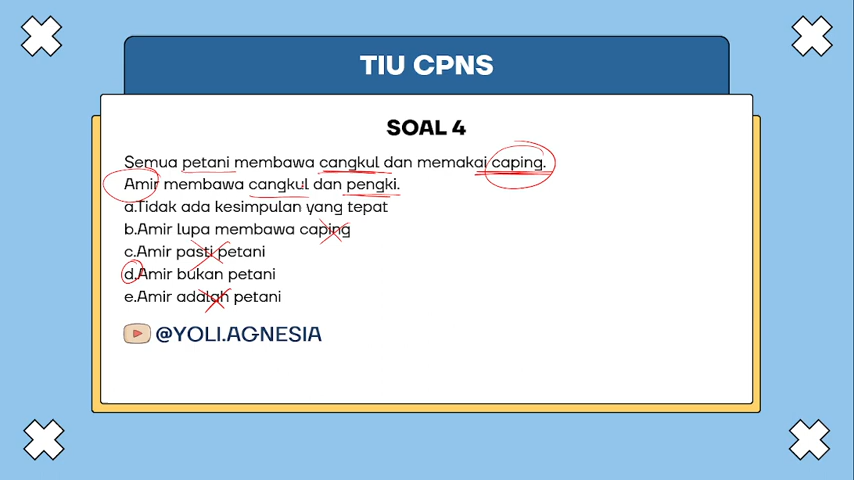 TIU CPNS
SOAL 4
Semua petani membawa cangkul dan memakai caping.
Amir membawa cangkul dan pengki.
a.Tidak ada kesimpulan yang tepat
b.Amir lupa membawa caping
c.Amir pasti petani
d.Amir bukan petani
e.Amir adalah petani
@YOLI.AGNESIA